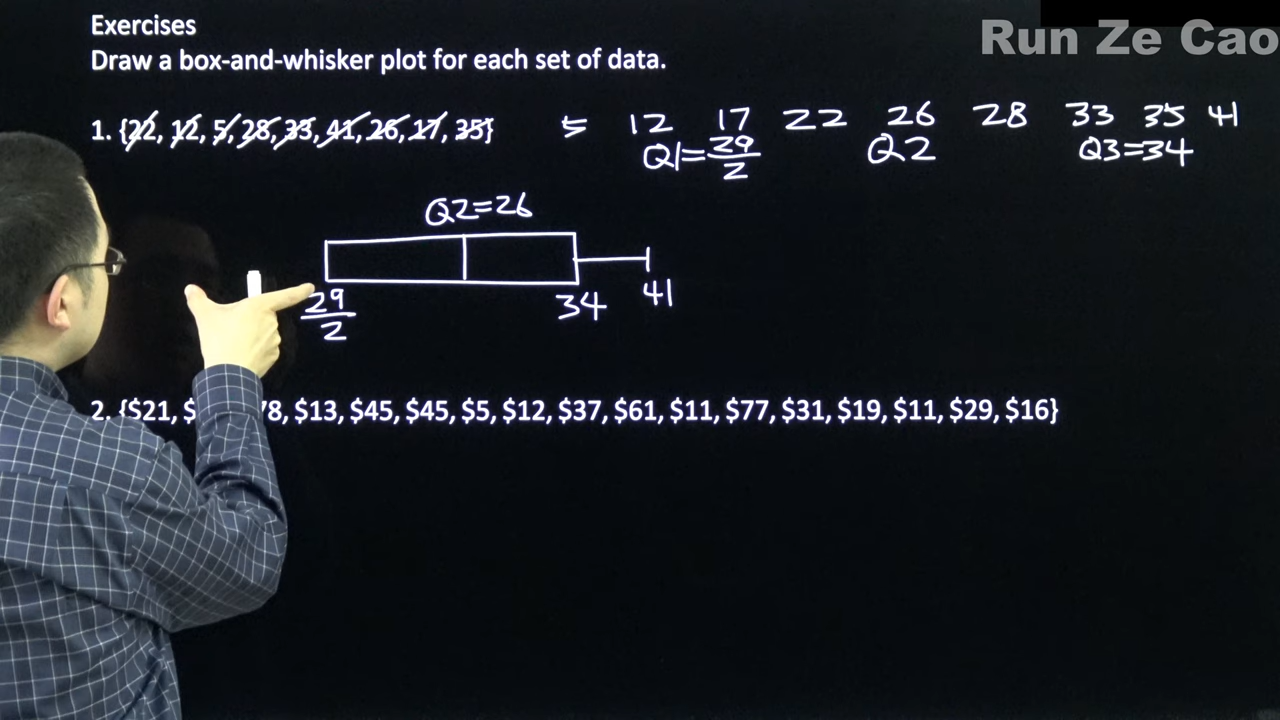 Run Ze Cao
Exercises
Draw a box-and-whisker plot for each set of data.
1. {22, 12, 5, 28, 33, 41, 26, 17, 35}
5 12 17 22 26 28 33 35 41
Q1=29/2 Q2 Q3=34
Q2=26
29/2 34 41
2. {$21, 78, $13, $45, $45, $5, $12, $37, $61, $11, $77, $31, $19, $11, $29, $16}